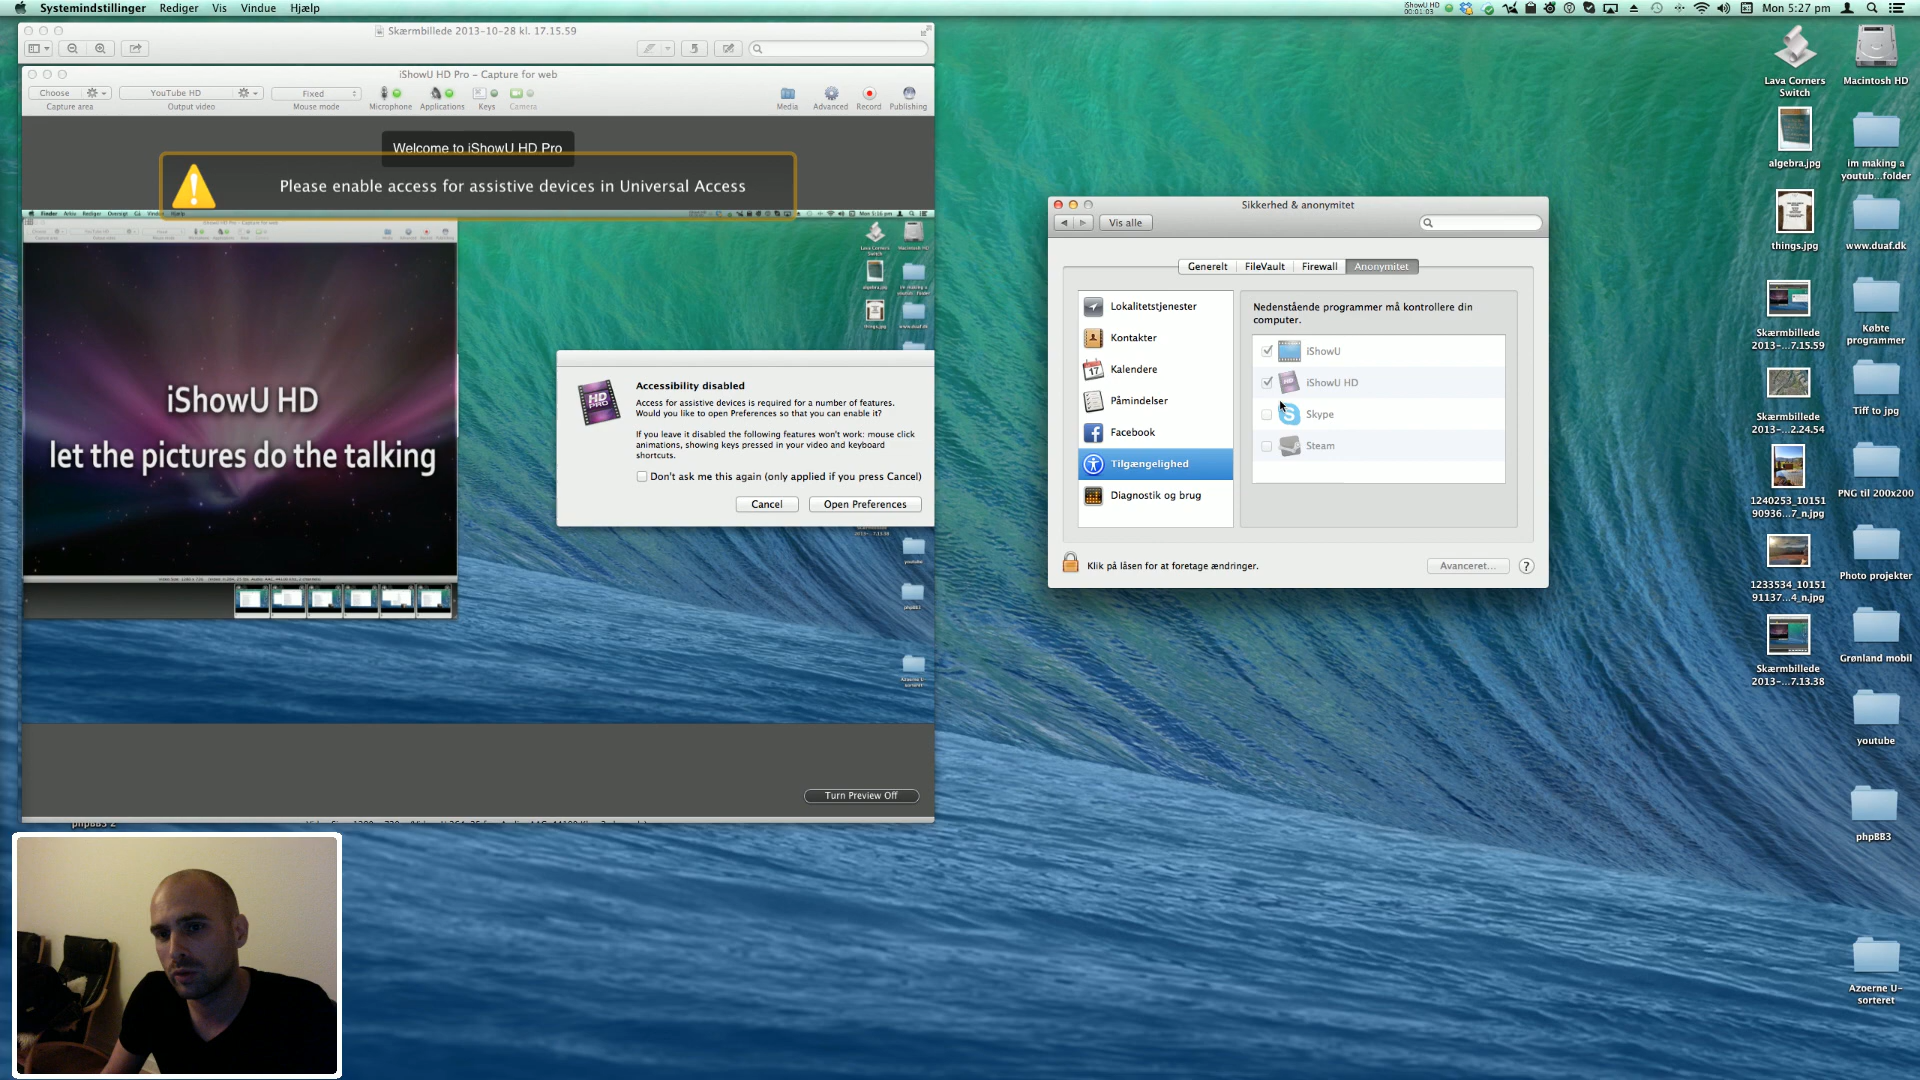 Systemindstillinger Rediger Vis Vindue Hjælp
iShowU HD
00:01:03
Mon 5:27 pm
Skærmbillede 2013-10-28 kl. 17.15.59
iShowU HD Pro - Capture for web
Choose
YouTube HD
Fixed
Capture area
Output video
Mouse mode
Microphone
Applications
Keys
Camera
Media
Advanced
Record
Publishing
Welcome to iShowU HD Pro
Please enable access for assistive devices in Universal Access
iShowU HD
let the pictures do the talking
Accessibility disabled
Access for assistive devices is required for a number of features.
Would you like to open Preferences so that you can enable it?
If you leave it disabled the following features won't work: mouse click
animations, showing keys pressed in your video and keyboard
shortcuts.
Don't ask me this again (only applied if you press Cancel)
Cancel
Open Preferences
Turn Preview Off
Sikkerhed & anonymitet
Vis alle
Generelt
FileVault
Firewall
Anonymitet
Lokalitetstjenester
Kontakter
Kalendere
17
Påmindelser
Facebook
Tilgængelighed
Diagnostik og brug
Nedenstående programmer må kontrollere din
computer.
iShowU
iShowU HD
Skype
Steam
Klik på låsen for at foretage ændringer.
Avanceret...
?
Lava Corners
Switch
Macintosh HD
algebra.jpg
im making a
youtub...folder
things.jpg
www.duaf.dk
Skærmbillede
2013-...7.15.59
Købte
programmer
Skærmbillede
2013-...2.24.54
Tiff to jpg
1240253_10151
90936...7_n.jpg
PNG til 200x200
1233534_10151
91137...4_n.jpg
Photo projekter
Skærmbillede
2013-...7.13.38
Grønland mobil
youtube
phpBB3
Azoerne U-
sorteret